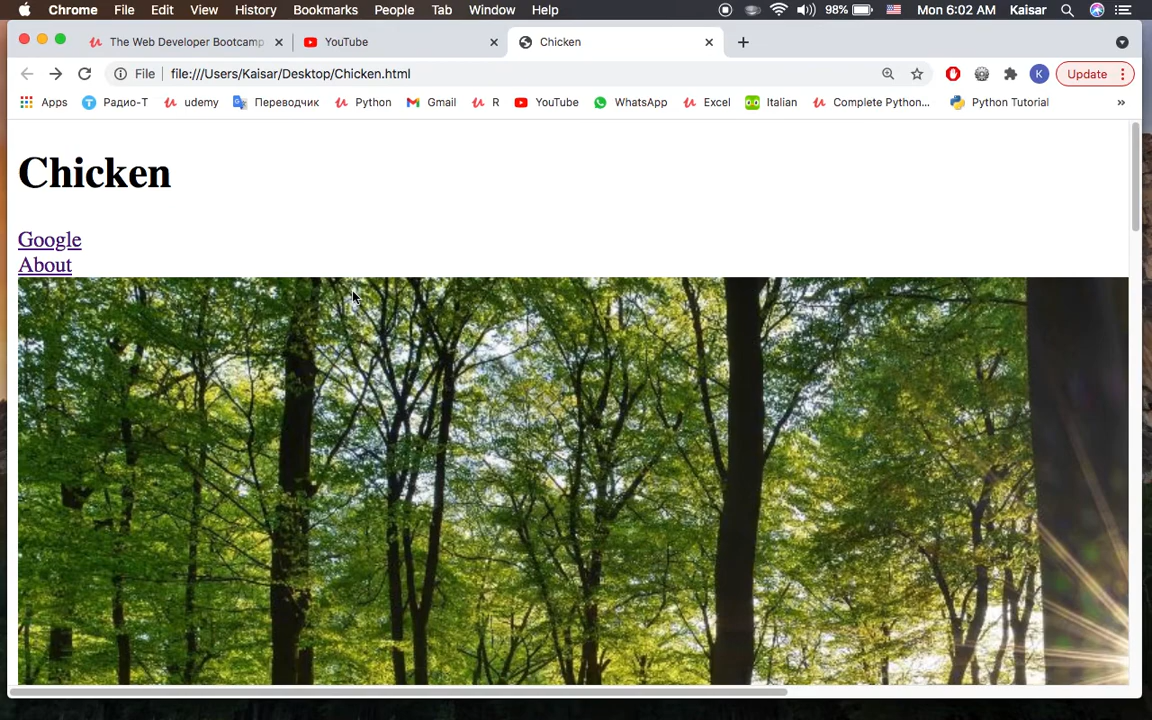 Chrome File Edit View History Bookmarks People Tab Window Help 98% Mon 6:02 AM Kaisar
The Web Developer Bootcamp YouTube Chicken
File file:///Users/Kaisar/Desktop/Chicken.html K Update
Apps Радио-Т udemy Переводчик Python Gmail R YouTube WhatsApp Excel Italian Complete Python... Python Tutorial »
Chicken
Google
About